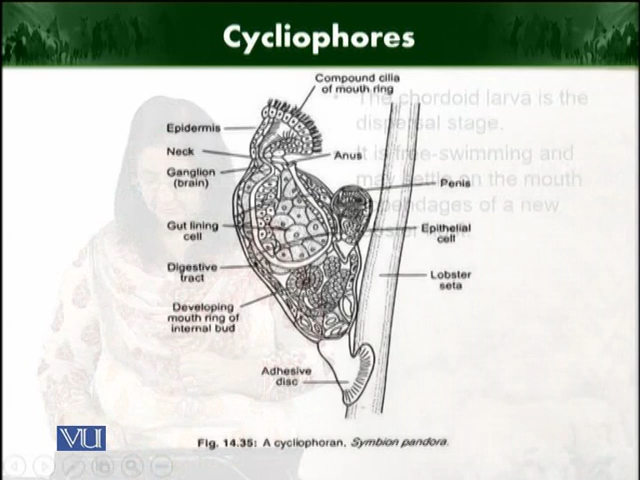 Cycliophores
Compound cilia
of mouth ring
Epidermis
Neck
Ganglion
(brain)
Anus
Penis
Gut lining
cell
Epithelial
cell
Digestive
tract
Lobster
seta
Developing
mouth ring of
internal bud
Adhesive
disc
Fig. 14.35: A cycliophoran, Symbion pandora.
The chordoid larva is the
dispersal stage.
It is free-swimming and
may settle on the mouth
appendages of a new
VU